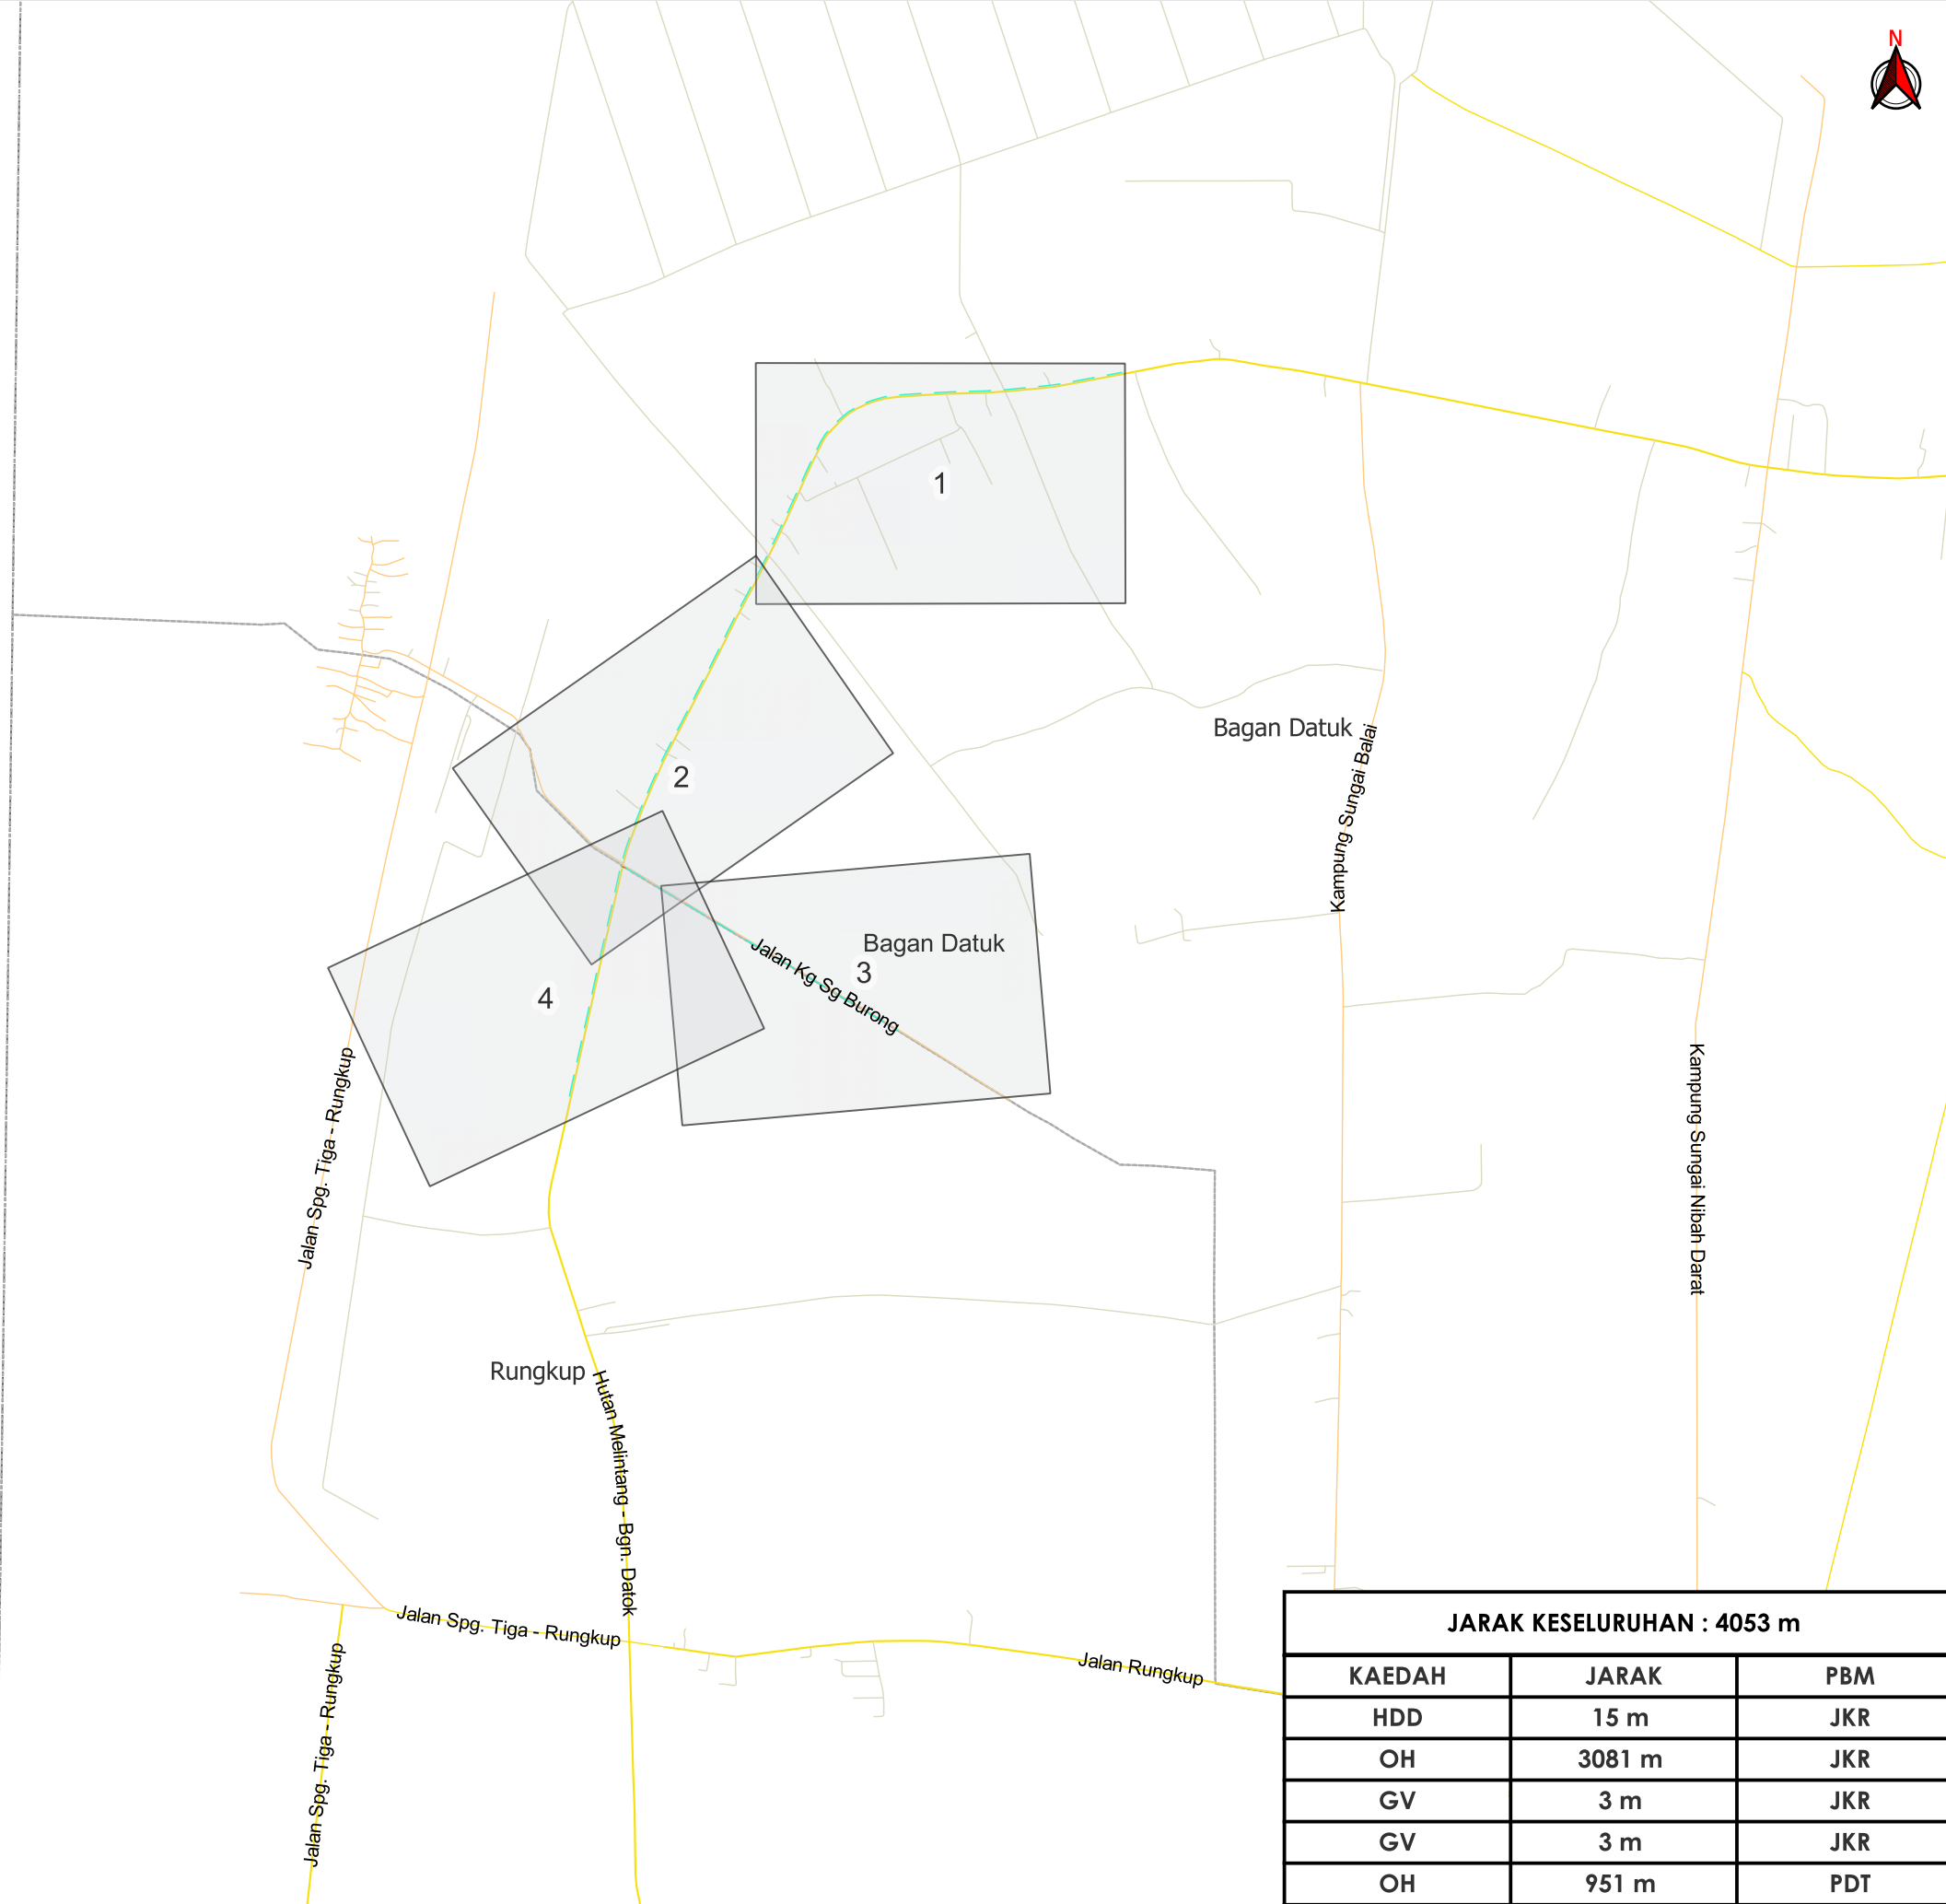 N
1
2
Bagan Datuk
Kampung Sungai Balai
Bagan Datuk
3
Jalan Kg Sg Burong
4
Jalan Spg. Tiga - Rungkup
Kampung Sungai Nibah Darat
Rungkup
Hutan Melintang - Bgn. Datok
Jalan Spg. Tiga - Rungkup
Jalan Rungkup
Jalan Spg. Tiga - Rungkup
JARAK KESELURUHAN : 4053 m
KAEDAH JARAK PBM
HDD 15 m JKR
OH 3081 m JKR
GV 3 m JKR
GV 3 m JKR
OH 951 m PDT